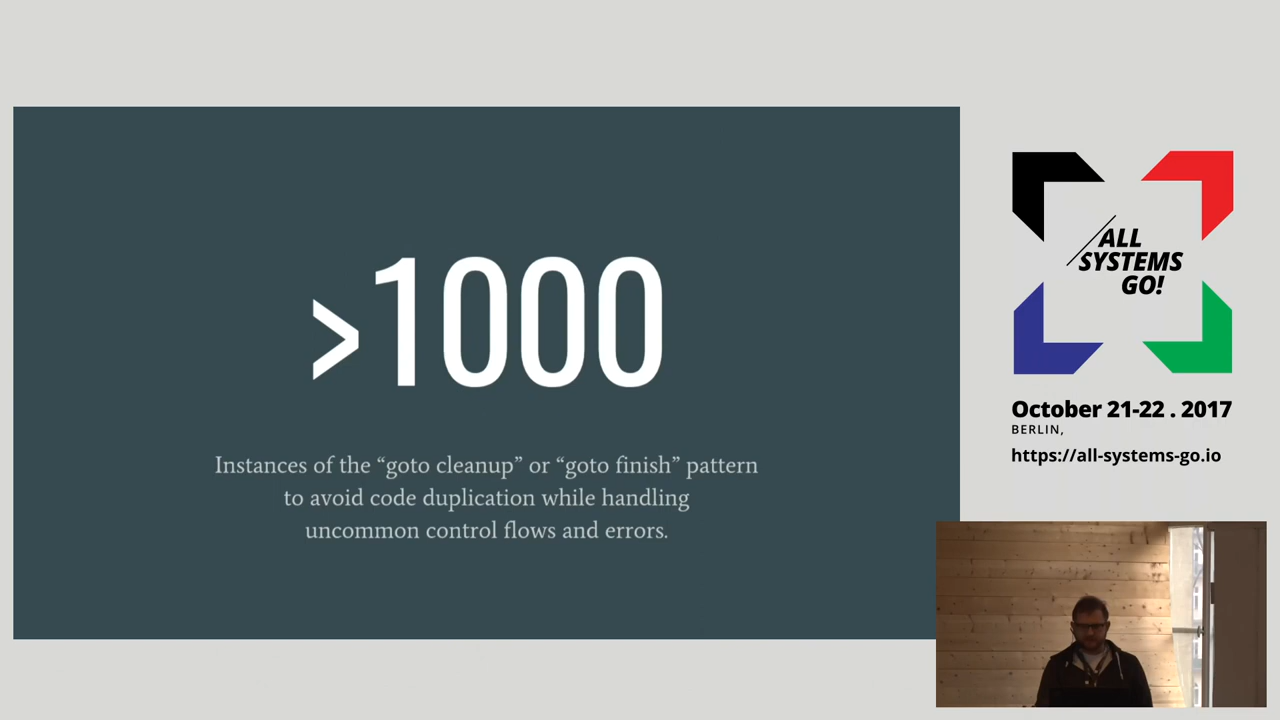 >1000
Instances of the “goto cleanup” or “goto finish” pattern
to avoid code duplication while handling
uncommon control flows and errors.
ALL
SYSTEMS
GO!
October 21-22 . 2017
BERLIN,
https://all-systems-go.io